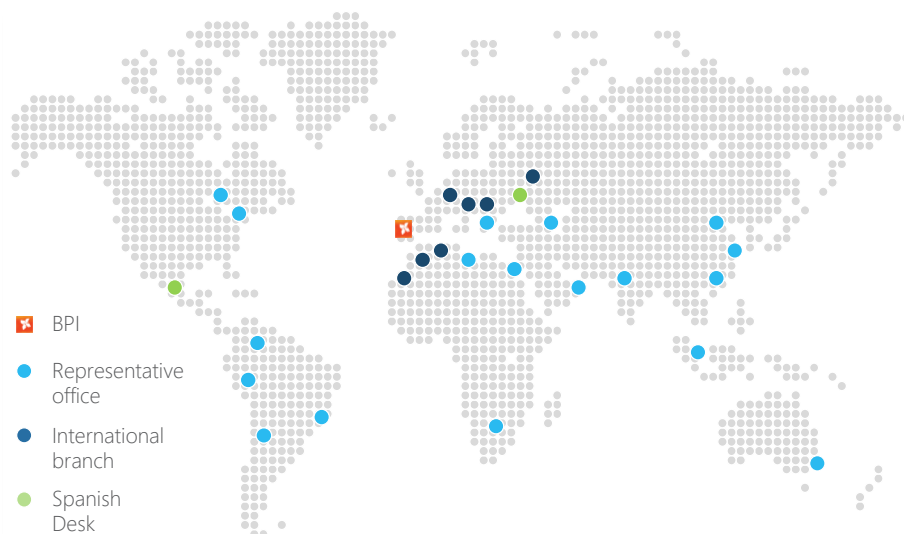 BPI
Representative
office
International
branch
Spanish
Desk